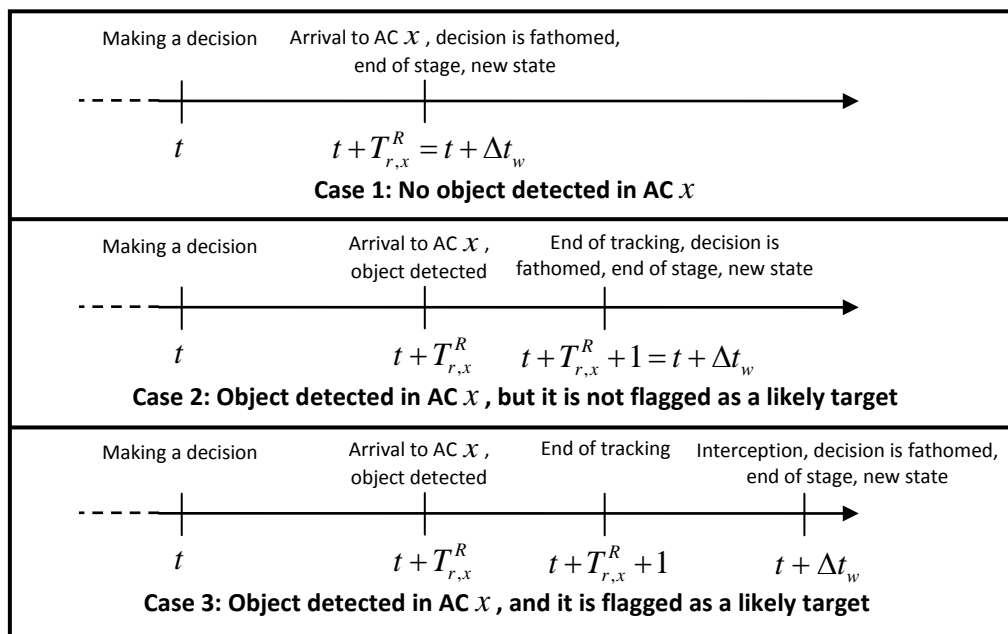 Making a decision
Arrival to AC x , decision is fathomed,
end of stage, new state
t
t + T^R_{r,x} = t + Δt_w
Case 1: No object detected in AC x
Making a decision
Arrival to AC x ,
object detected
End of tracking, decision is
fathomed, end of stage, new state
t
t + T^R_{r,x}
t + T^R_{r,x} + 1 = t + Δt_w
Case 2: Object detected in AC x , but it is not flagged as a likely target
Making a decision
Arrival to AC x ,
object detected
End of tracking
Interception, decision is fathomed,
end of stage, new state
t
t + T^R_{r,x}
t + T^R_{r,x} + 1
t + Δt_w
Case 3: Object detected in AC x , and it is flagged as a likely target